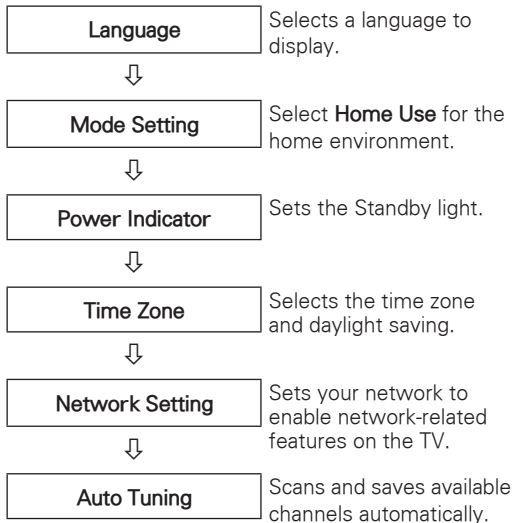 Language
Selects a language to
display.
⇩
Mode Setting
Select Home Use for the
home environment.
⇩
Power Indicator
Sets the Standby light.
⇩
Time Zone
Selects the time zone
and daylight saving.
⇩
Network Setting
Sets your network to
enable network-related
features on the TV.
⇩
Auto Tuning
Scans and saves available
channels automatically.